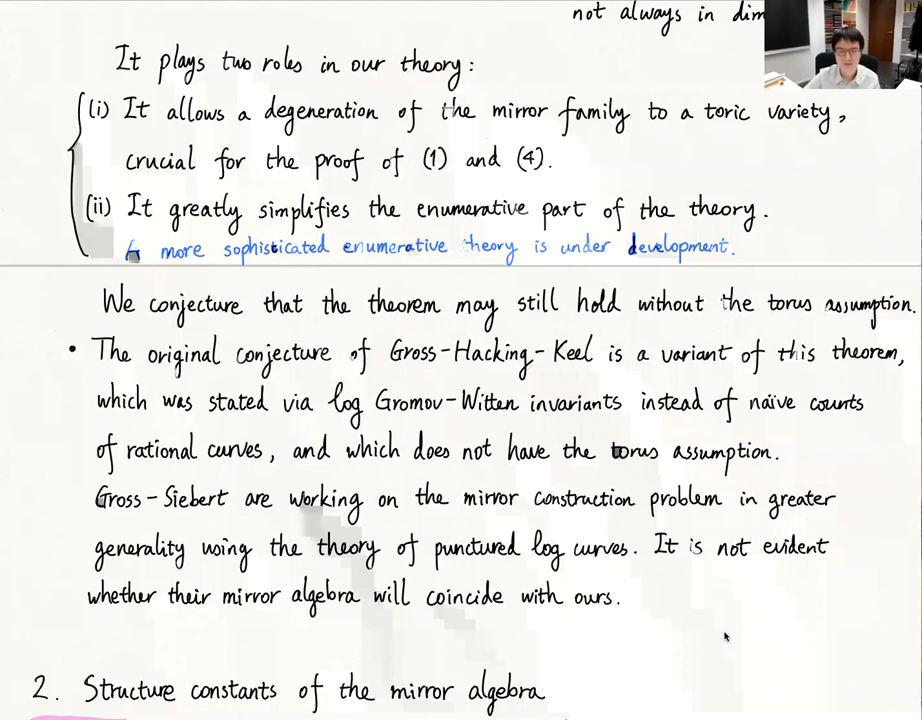 not always in dim
It plays two roles in our theory:
(i) It allows a degeneration of the mirror family to a toric variety,
crucial for the proof of (1) and (4).
(ii) It greatly simplifies the enumerative part of the theory.
A more sophisticated enumerative theory is under development.
We conjecture that the theorem may still hold without the torus assumption.
• The original conjecture of Gross-Hacking-Keel is a variant of this theorem,
which was stated via log Gromov-Witten invariants instead of naïve counts
of rational curves, and which does not have the torus assumption.
Gross-Siebert are working on the mirror construction problem in greater
generality using the theory of punctured log curves. It is not evident
whether their mirror algebra will coincide with ours.
2. Structure constants of the mirror algebra